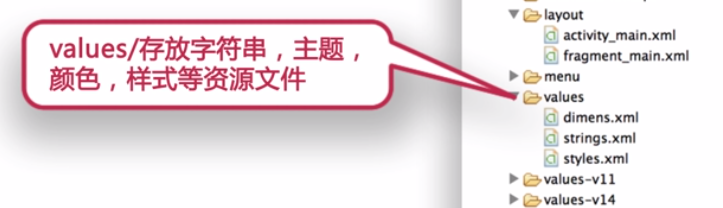 values/存放字符串，主题，
颜色，样式等资源文件
layout
activity_main.xml
fragment_main.xml
menu
values
dimens.xml
strings.xml
styles.xml
values-v11
values-v14